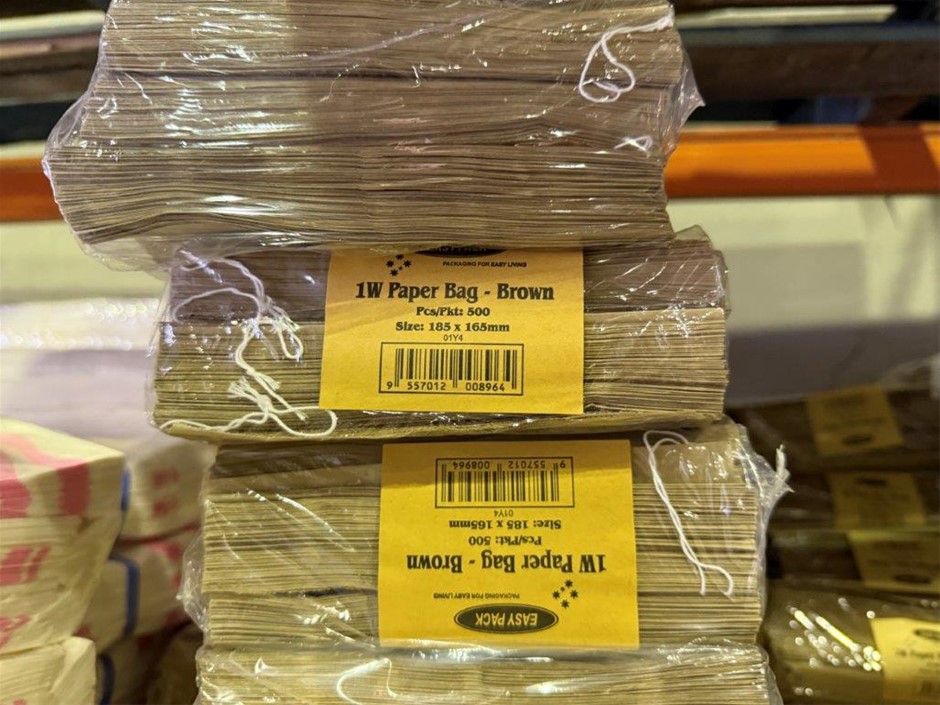 PACKAGING FOR EASY LIVING
1W Paper Bag - Brown
Pcs/Pkt: 500
Size: 185 x 165mm
01Y4
9 557012 008964
EASY PACK
PACKAGING FOR EASY LIVING
1W Paper Bag - Brown
Pcs/Pkt: 500
Size: 185 x 165mm
01Y4
9 557012 008964
1W Paper